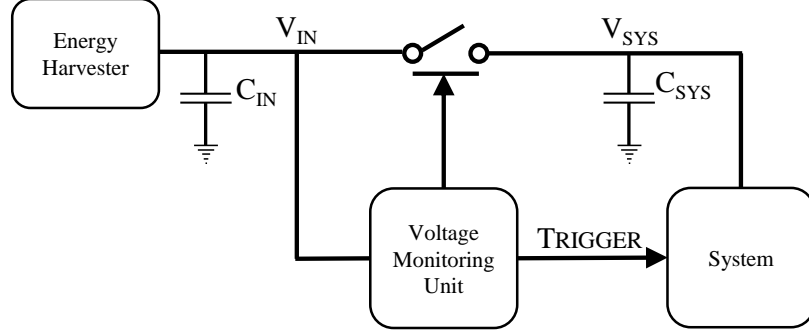 Energy
Harvester
V_IN
V_SYS
C_IN
C_SYS
Voltage
Monitoring
Unit
TRIGGER
System